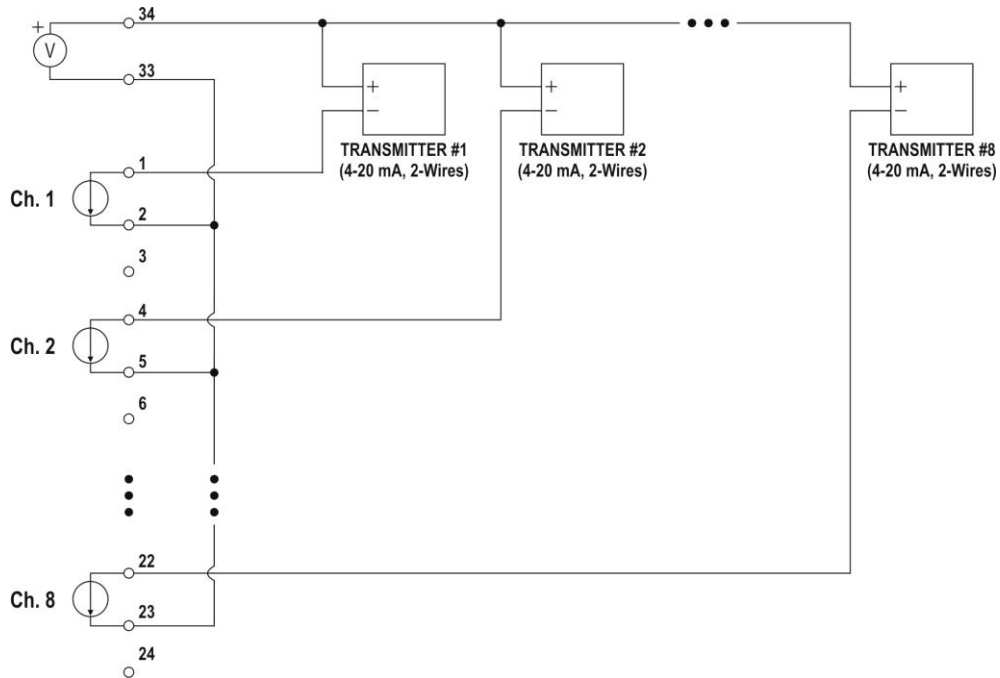 34
+
V
33
+
−
+
−
+
−
TRANSMITTER #1
(4-20 mA, 2-Wires)
TRANSMITTER #2
(4-20 mA, 2-Wires)
TRANSMITTER #8
(4-20 mA, 2-Wires)
1
Ch. 1
2
3
4
Ch. 2
5
6
22
Ch. 8
23
24